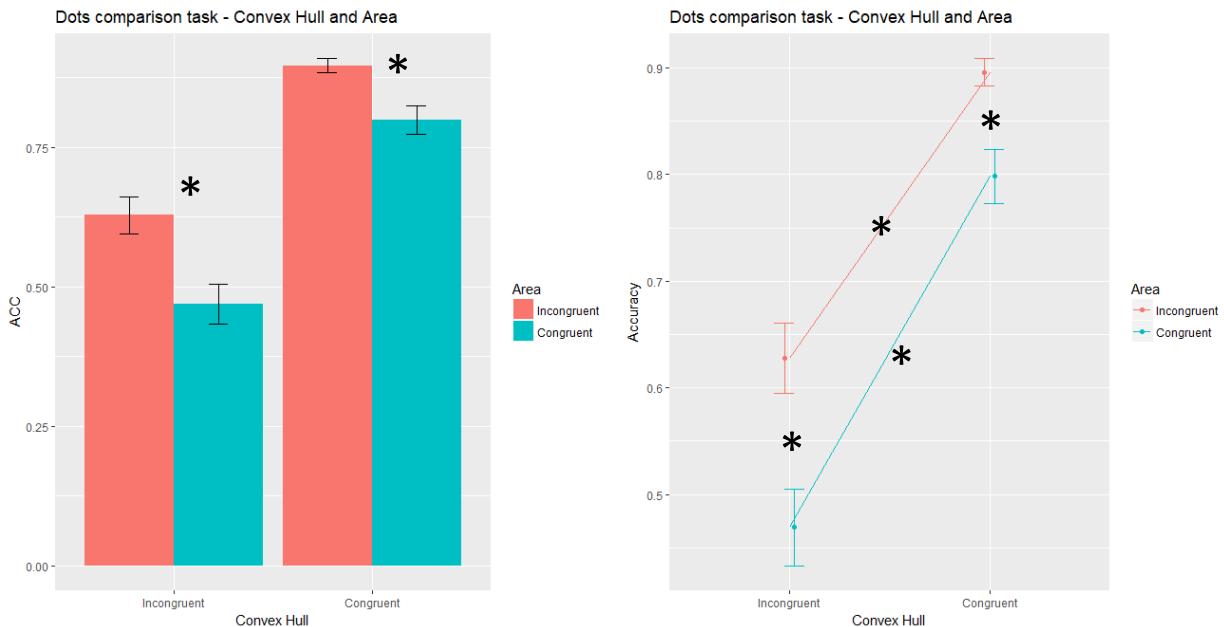 Dots comparison task - Convex Hull and Area
ACC
0.75
0.50
0.25
0.00
*
*
Incongruent
Congruent
Convex Hull
Area
Incongruent
Congruent
Dots comparison task - Convex Hull and Area
Accuracy
0.9
0.8
0.7
0.6
0.5
*
*
*
*
Incongruent
Congruent
Convex Hull
Area
Incongruent
Congruent